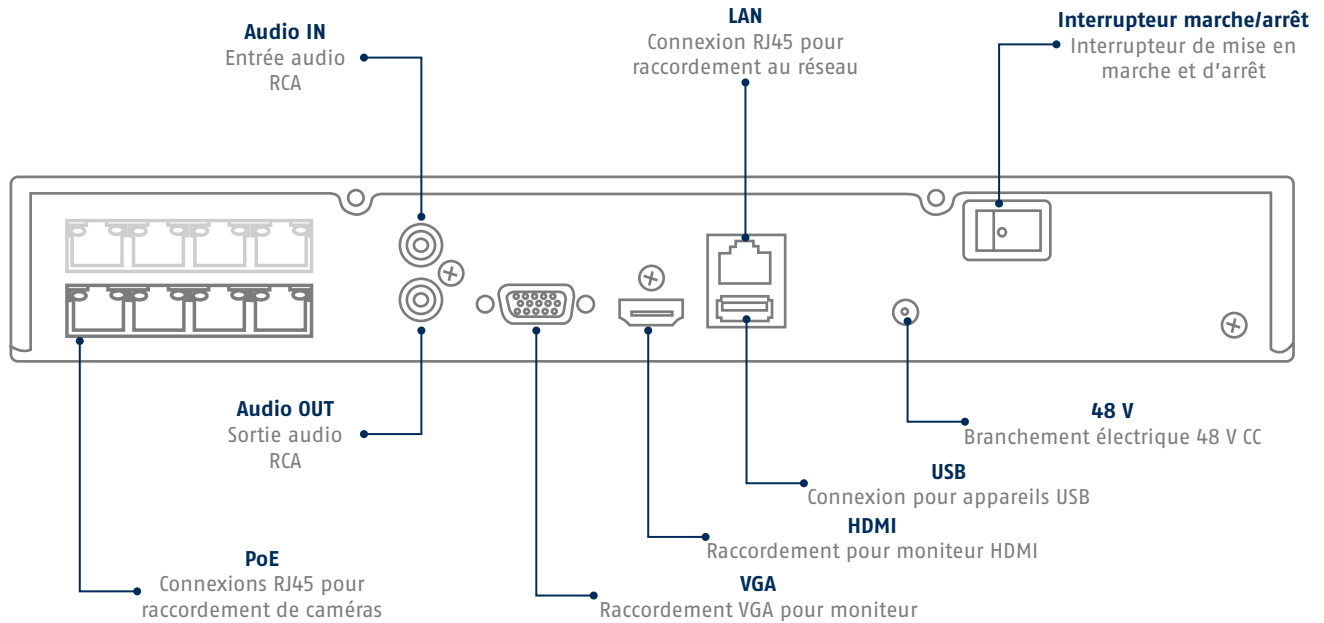 Audio IN
Entrée audio
RCA
LAN
Connexion RJ45 pour
raccordement au réseau
Interrupteur marche/arrêt
Interrupteur de mise en
marche et d'arrêt
Audio OUT
Sortie audio
RCA
48 V
Branchement électrique 48 V CC
USB
Connexion pour appareils USB
HDMI
Raccordement pour moniteur HDMI
PoE
Connexions RJ45 pour
raccordement de caméras
VGA
Raccordement VGA pour moniteur